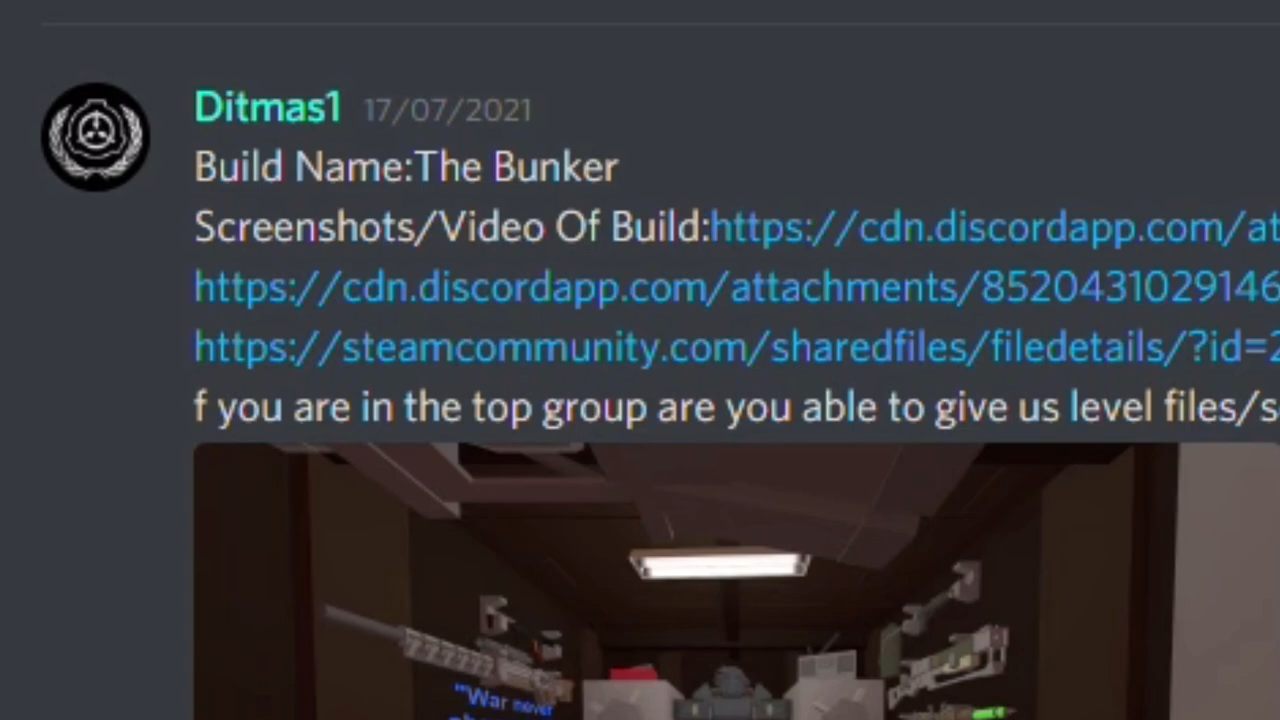 Ditmas1 17/07/2021
Build Name:The Bunker
Screenshots/Video Of Build:https://cdn.discordapp.com/at
https://cdn.discordapp.com/attachments/8520431029146
https://steamcommunity.com/sharedfiles/filedetails/?id=2
f you are in the top group are you able to give us level files/s
"War never